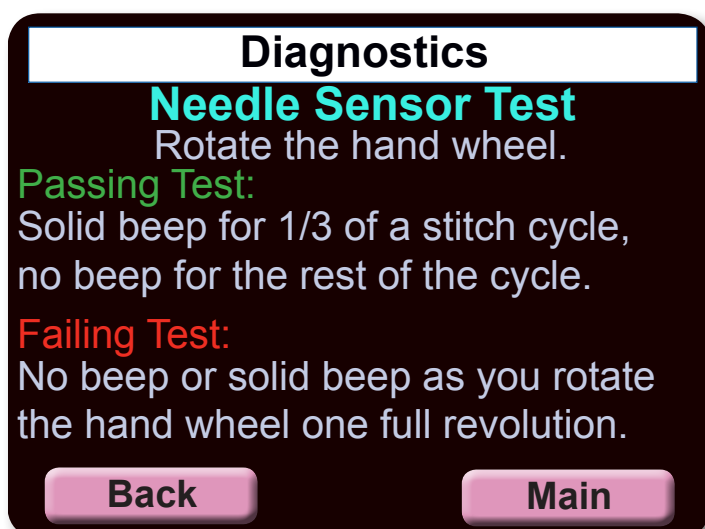 Diagnostics
Needle Sensor Test
Rotate the hand wheel.
Passing Test:
Solid beep for 1/3 of a stitch cycle,
no beep for the rest of the cycle.
Failing Test:
No beep or solid beep as you rotate
the hand wheel one full revolution.
Back
Main